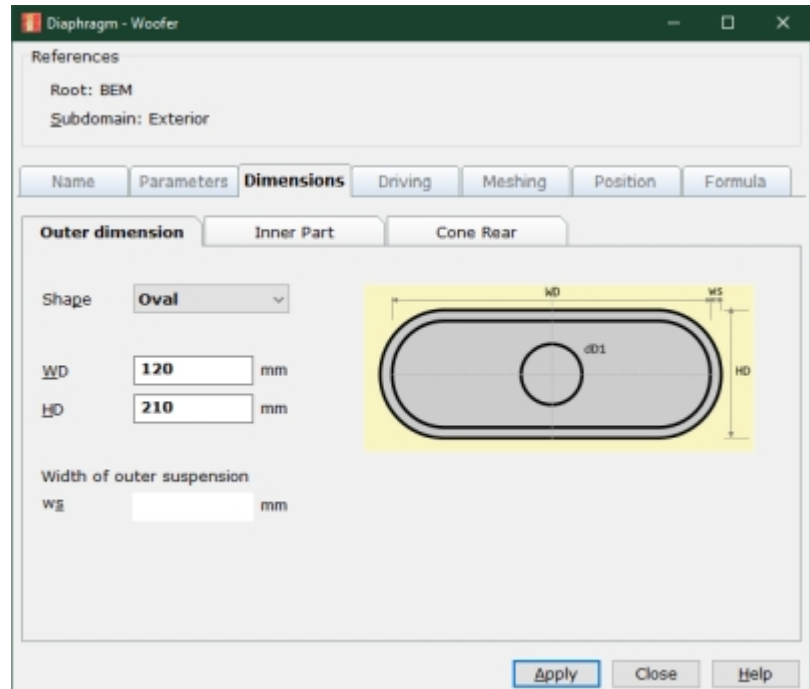 Diaphragm - Woofer
References
Root: BEM
Subdomain: Exterior
Name Parameters Dimensions Driving Meshing Position Formula
Outer dimension Inner Part Cone Rear
Shape Oval
WD 120 mm
HD 210 mm
Width of outer suspension
ws mm
WD ws
dD1
HD
Apply Close Help